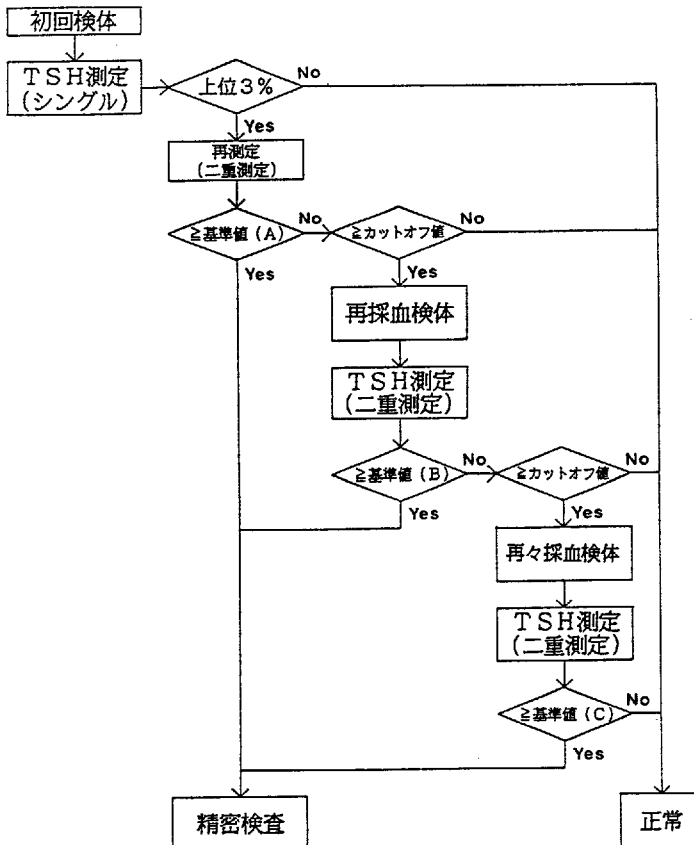 初回検体
TSH測定
(シングル)
上位3%
No
Yes
再測定
(二重測定)
≧基準値(A)
No
≧カットオフ値
No
Yes
Yes
再採血検体
TSH測定
(二重測定)
≧基準値(B)
No
≧カットオフ値
No
Yes
Yes
再々採血検体
TSH測定
(二重測定)
≧基準値(C)
No
Yes
精密検査
正常